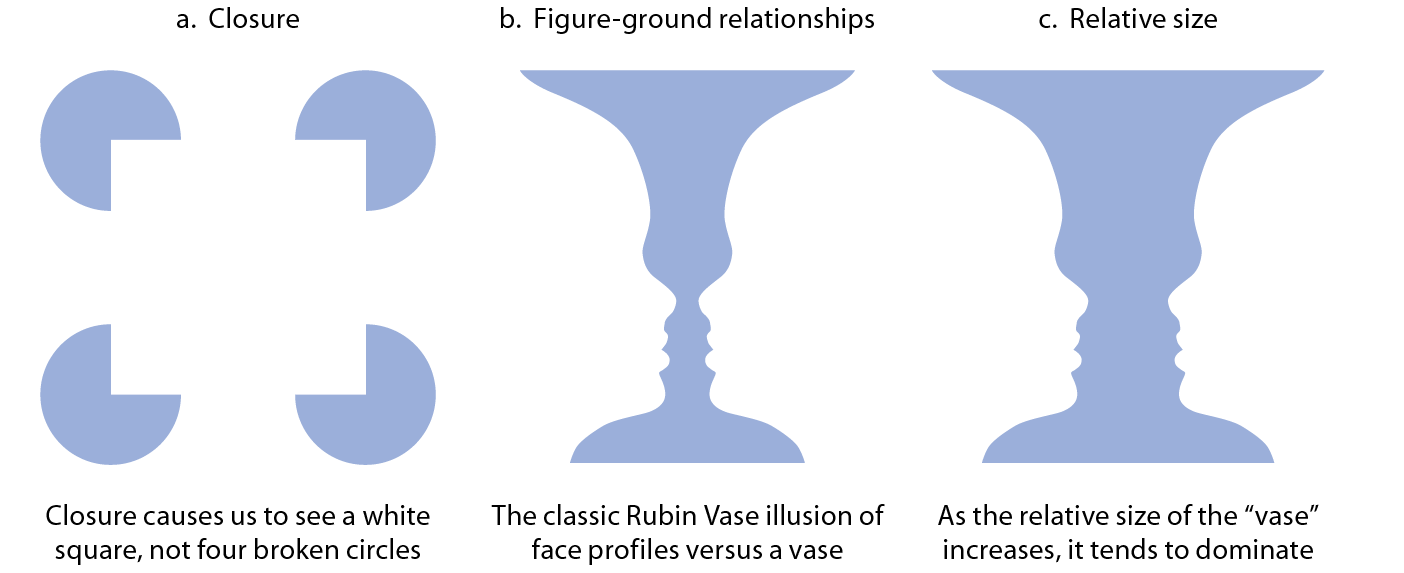 a.  Closure
b.  Figure-ground relationships
c.  Relative size
Closure causes us to see a white
square, not four broken circles
The classic Rubin Vase illusion of
face profiles versus a vase
As the relative size of the “vase”
increases, it tends to dominate